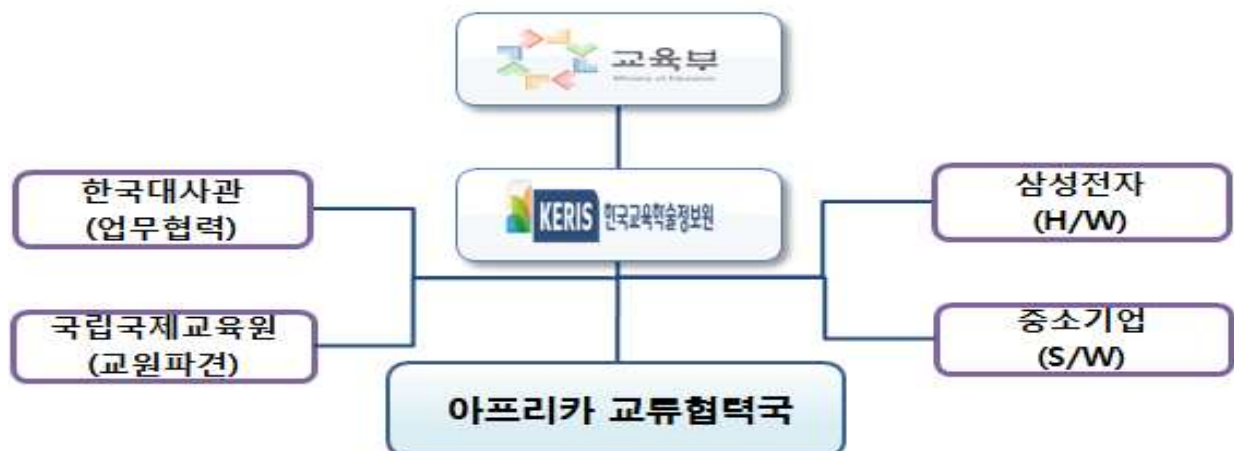 교육부
Ministry of Education
KERIS 한국교육학술정보원
한국대사관
(업무협력)
국립국제교육원
(교원파견)
삼성전자
(H/W)
중소기업
(S/W)
아프리카 교류협력국